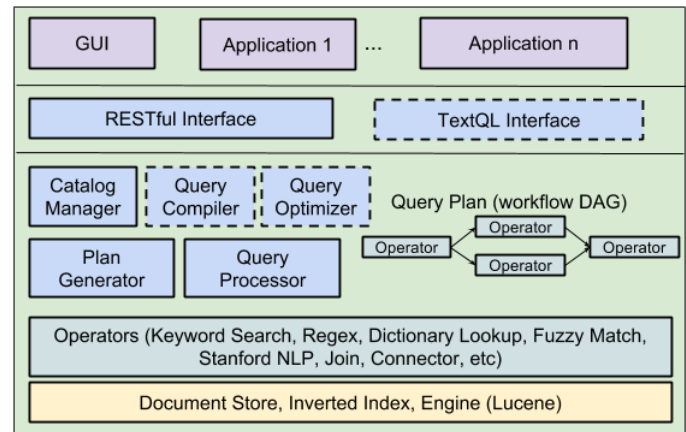 GUI
Application 1
...
Application n
RESTful Interface
TextQL Interface
Catalog
Manager
Query
Compiler
Query
Optimizer
Query Plan (workflow DAG)
Operator
Operator
Operator
Operator
Plan
Generator
Query
Processor
Operators (Keyword Search, Regex, Dictionary Lookup, Fuzzy Match,
Stanford NLP, Join, Connector, etc)
Document Store, Inverted Index, Engine (Lucene)